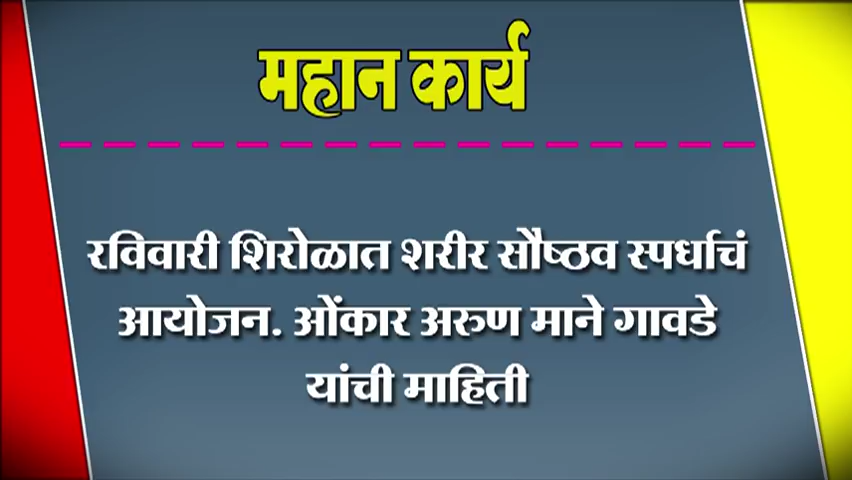 महान कार्य
रविवारी शिरोळात शरीर सौष्ठव स्पर्धाचं
आयोजन. ओंकार अरुण माने गावडे
यांची माहिती